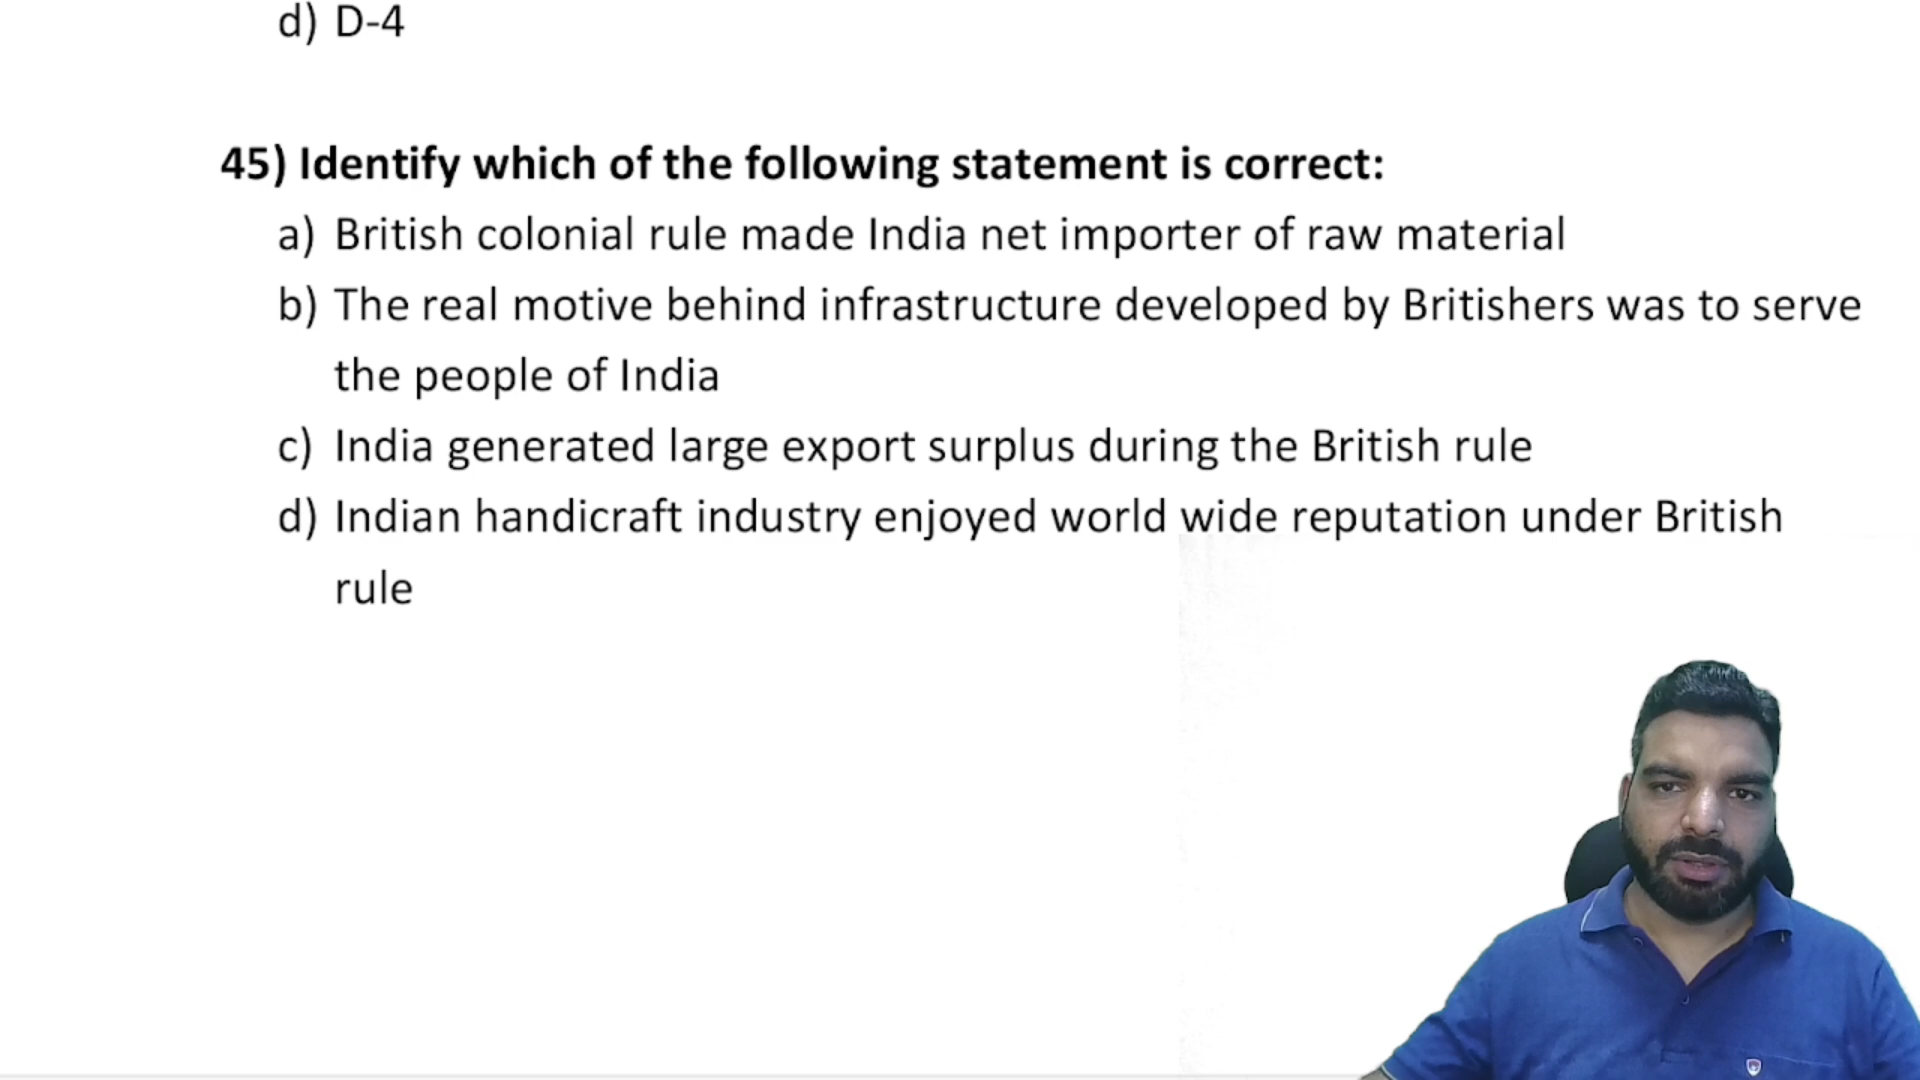 d) D-4
45) Identify which of the following statement is correct:
a) British colonial rule made India net importer of raw material
b) The real motive behind infrastructure developed by Britishers was to serve
the people of India
c) India generated large export surplus during the British rule
d) Indian handicraft industry enjoyed world wide reputation under British
rule